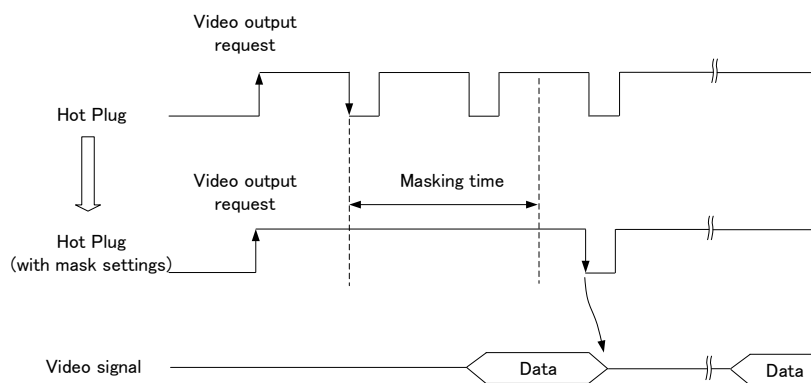 Video output
request
Hot Plug
Video output
request
Masking time
Hot Plug
(with mask settings)
Video signal
Data
Data